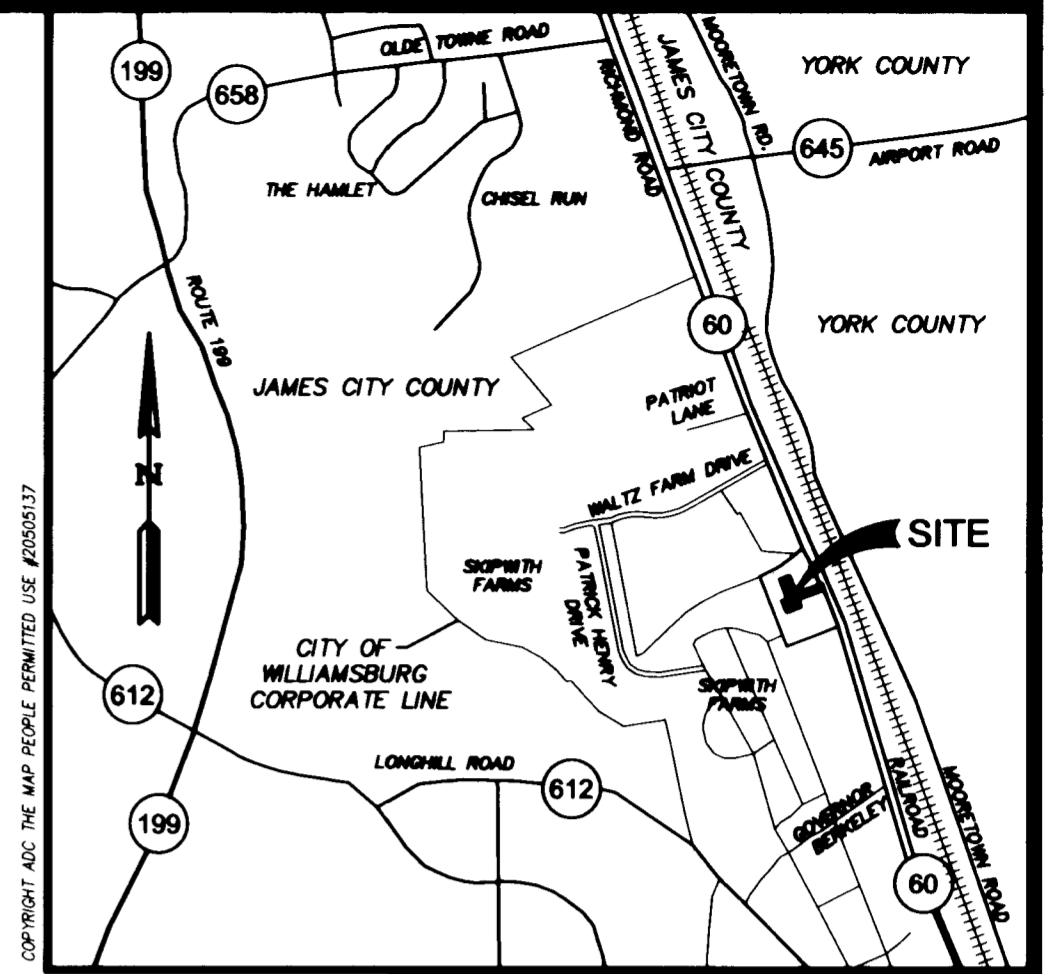 199
658
OLDE TOWNE ROAD
RICHMOND ROAD
JAMES CITY COUNTY
MOORETOWN RD.
YORK COUNTY
645
AIRPORT ROAD
THE HAMLET
CHISEL RUN
ROUTE 199
60
YORK COUNTY
JAMES CITY COUNTY
PATRIOT
LANE
N
WALTZ FARM DRIVE
SITE
SKIPWITH
FARMS
PATRICK HENRY
DRIVE
CITY OF
WILLIAMSBURG
CORPORATE LINE
SKIPWITH
FARMS
612
LONGHILL ROAD
612
199
GOVERNOR
BERKELEY
RAILROAD
MOORETOWN ROAD
60
COPYRIGHT ADC THE MAP PEOPLE PERMITTED USE #20505137